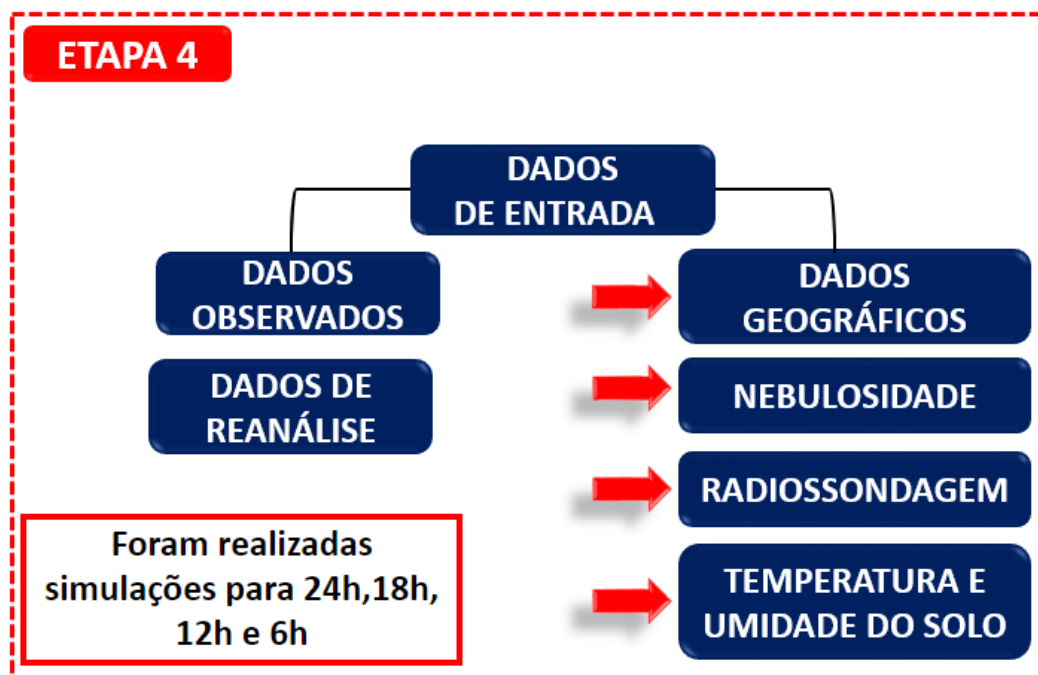 ETAPA 4
DADOS
DE ENTRADA
DADOS
OBSERVADOS
DADOS DE
REANÁLISE
DADOS
GEOGRÁFICOS
NEBULOSIDADE
RADIOSSONDAGEM
TEMPERATURA E
UMIDADE DO SOLO
Foram realizadas
simulações para 24h,18h,
12h e 6h